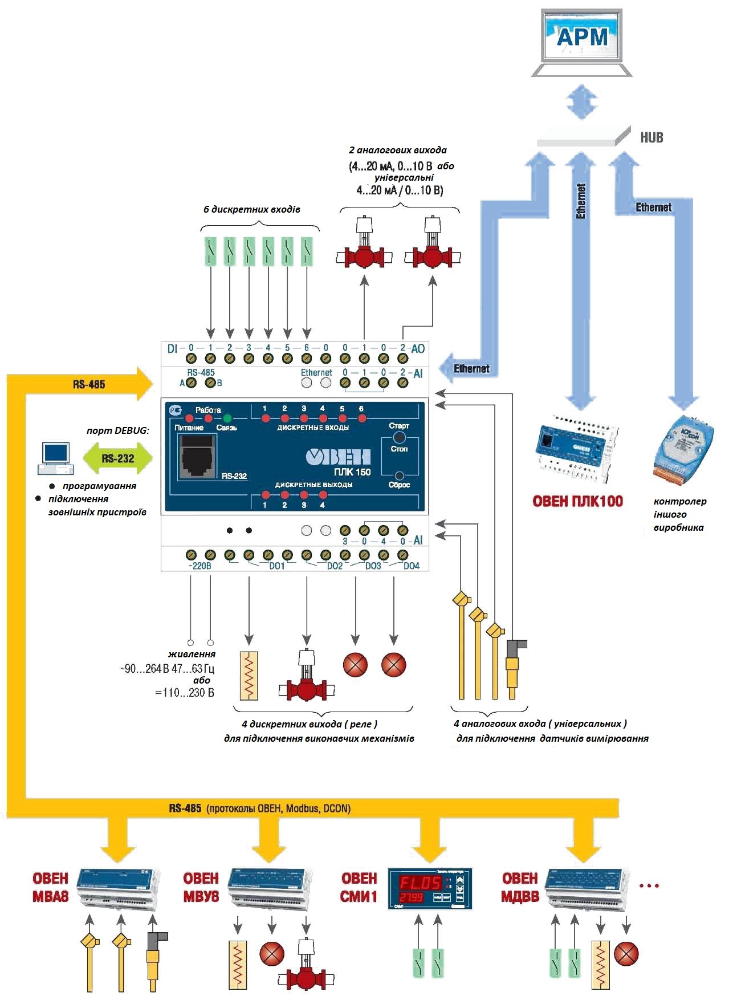 АРМ
HUB
2 аналогових вихода
(4...20 мА, 0...10 В або
універсальні
4...20 мА / 0...10 В)
6 дискретних входів
Ethernet
Ethernet
Ethernet
DI - 0 — 1 — 2 — 3 — 4 — 5 — 6 — 0 0 — 1 — 0 — 2 - AO
RS-485
A B
Ethernet 0 — 1 — 0 — 2 - AI
RS-485
Работа
Питание Связь
1 2 3 4 5 6
ДИСКРЕТНЫЕ ВХОДЫ
Старт
Стоп
порт DEBUG:
RS-232
ОВЕН
ПЛК 150
RS-232
Сброс
ДИСКРЕТНЫЕ ВЫХОДЫ
1 2 3 4
• програмування
• підключення
зовнішніх пристроїв
ОВЕН ПЛК100
контролер
іншого
виробника
3 — 0 — 4 — 0 - AI
~220В DO1 DO2 DO3 DO4
живлення
~90...264 В 47...63 Гц
або
=110...230 В
4 дискретних вихода ( реле )
для підключення виконавчих механізмів
4 аналогових входа ( універсальних )
для підключення датчиків вимірювання
RS-485 (протоколы ОВЕН, Modbus, DCON)
ОВЕН
МВА8
ОВЕН
МВУ8
ОВЕН
СМИ1
FL.05
27.99
СМИ1
ОВЕН
МДВВ
...